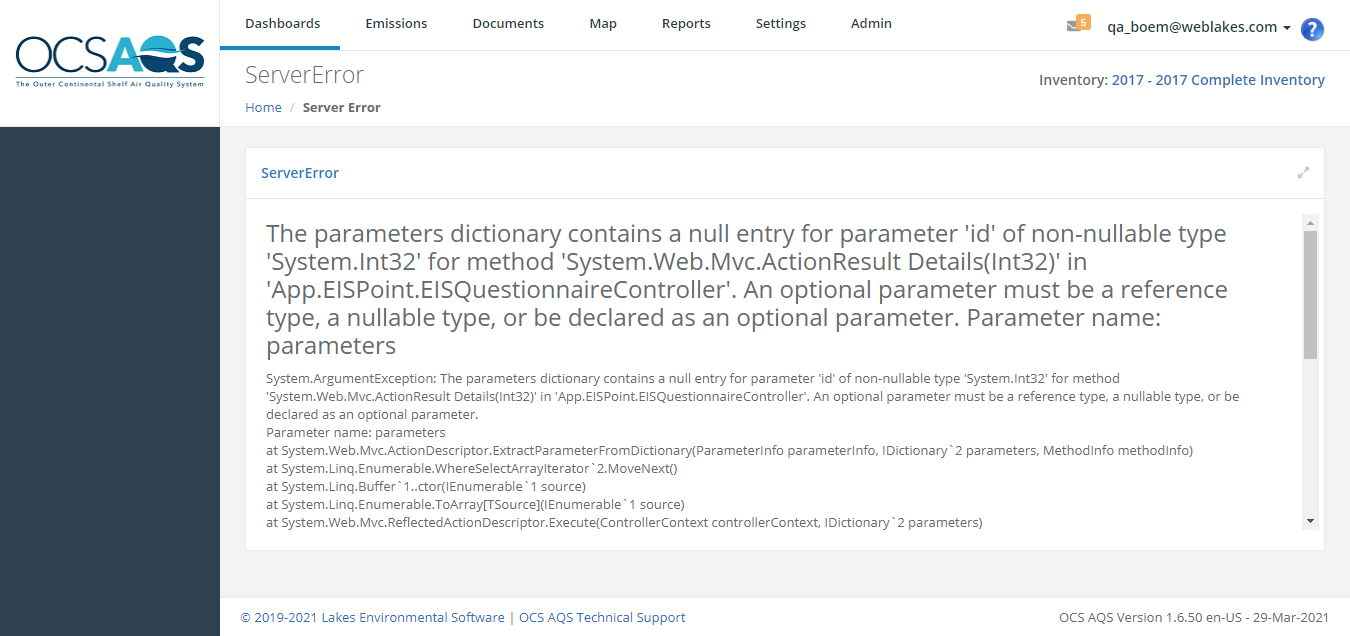 OCSAQS
The Outer Continental Shelf Air Quality System
Dashboards Emissions Documents Map Reports Settings Admin
5 qa_boem@weblakes.com ?
ServerError
Inventory: 2017 - 2017 Complete Inventory
Home / Server Error
ServerError
The parameters dictionary contains a null entry for parameter 'id' of non-nullable type
'System.Int32' for method 'System.Web.Mvc.ActionResult Details(Int32)' in
'App.EISPoint.EISQuestionnaireController'. An optional parameter must be a reference
type, a nullable type, or be declared as an optional parameter. Parameter name:
parameters
System.ArgumentException: The parameters dictionary contains a null entry for parameter 'id' of non-nullable type 'System.Int32' for method
'System.Web.Mvc.ActionResult Details(Int32)' in 'App.EISPoint.EISQuestionnaireController'. An optional parameter must be a reference type, a nullable type, or be
declared as an optional parameter.
Parameter name: parameters
at System.Web.Mvc.ActionDescriptor.ExtractParameterFromDictionary(ParameterInfo parameterInfo, IDictionary`2 parameters, MethodInfo methodInfo)
at System.Linq.Enumerable.WhereSelectArrayIterator`2.MoveNext()
at System.Linq.Buffer`1..ctor(IEnumerable`1 source)
at System.Linq.Enumerable.ToArray[TSource](IEnumerable`1 source)
at System.Web.Mvc.ReflectedActionDescriptor.Execute(ControllerContext controllerContext, IDictionary`2 parameters)
© 2019-2021 Lakes Environmental Software | OCS AQS Technical Support
OCS AQS Version 1.6.50 en-US - 29-Mar-2021